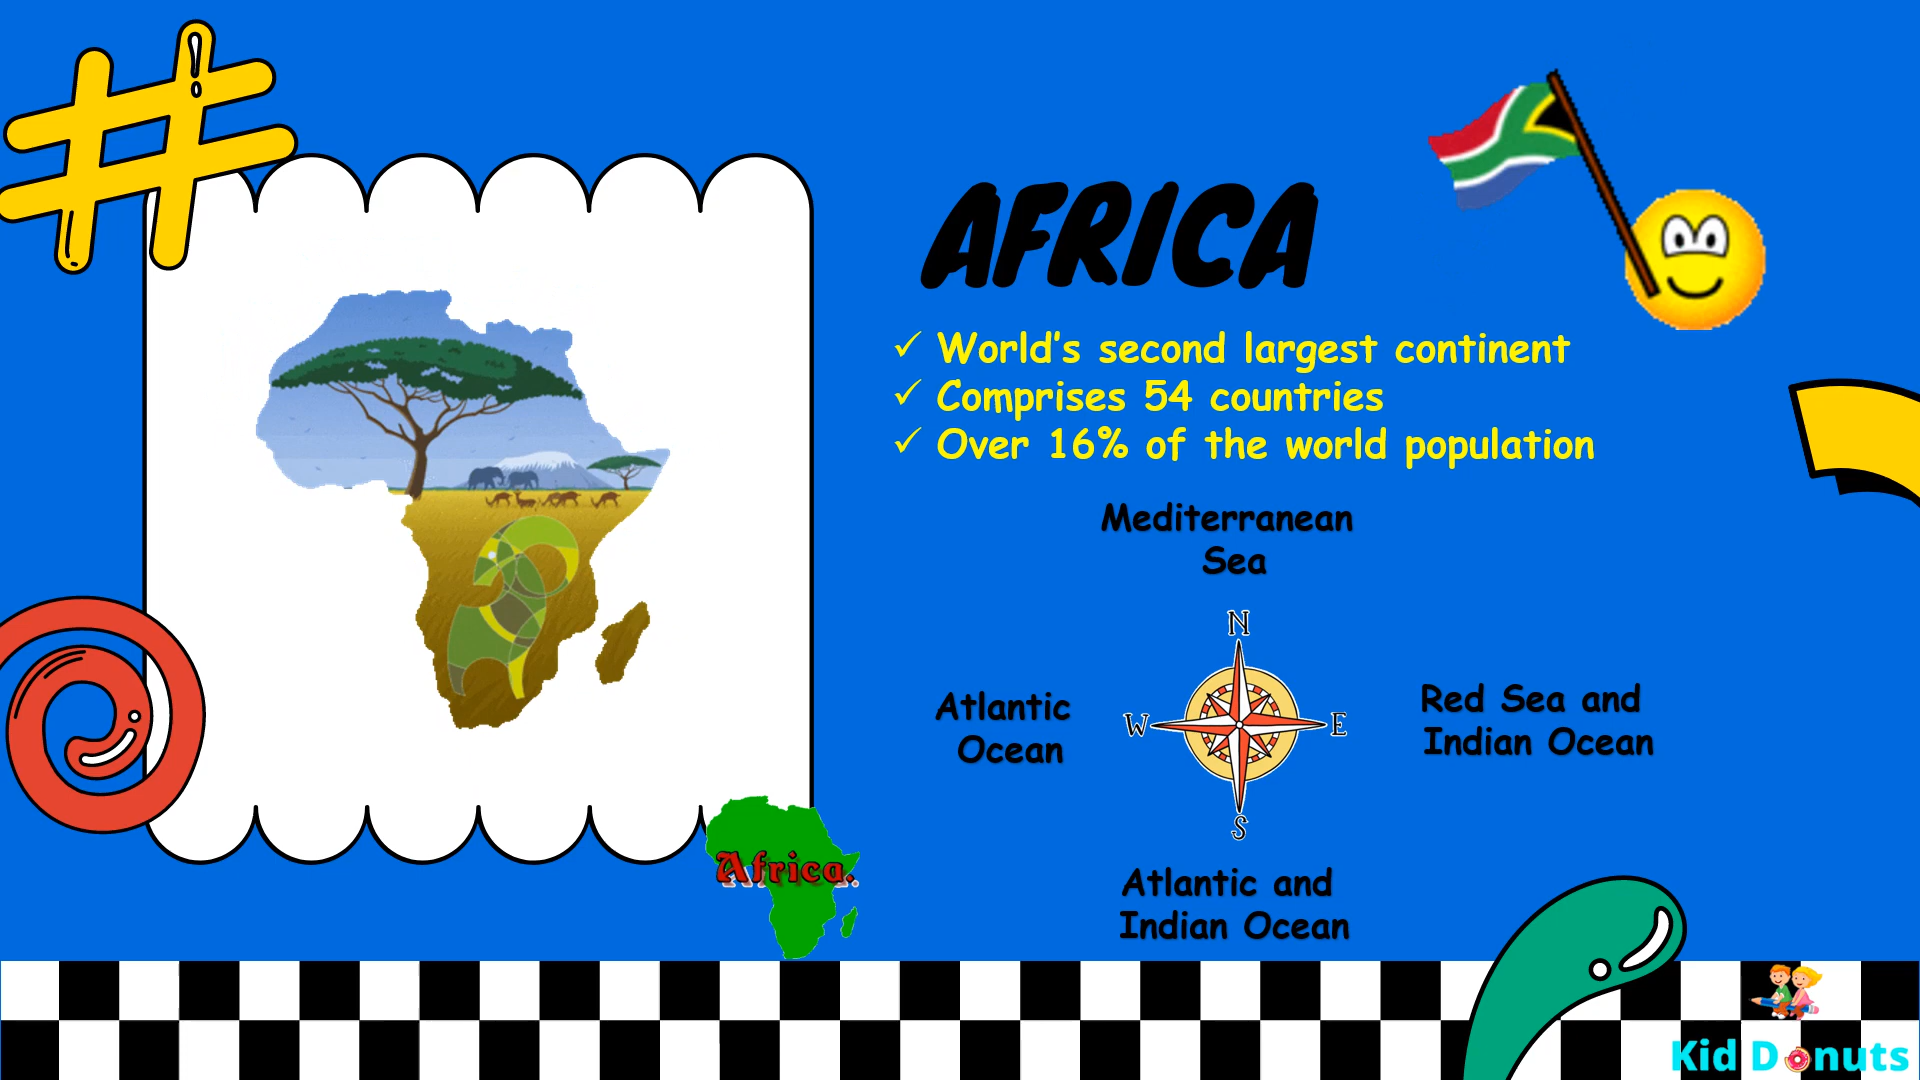 AFRICA
✓ World's second largest continent
✓ Comprises 54 countries
✓ Over 16% of the world population
Mediterranean
Sea
N
Atlantic
Ocean
W
E
Red Sea and
Indian Ocean
S
Atlantic and
Indian Ocean
Africa.
Kid Donuts